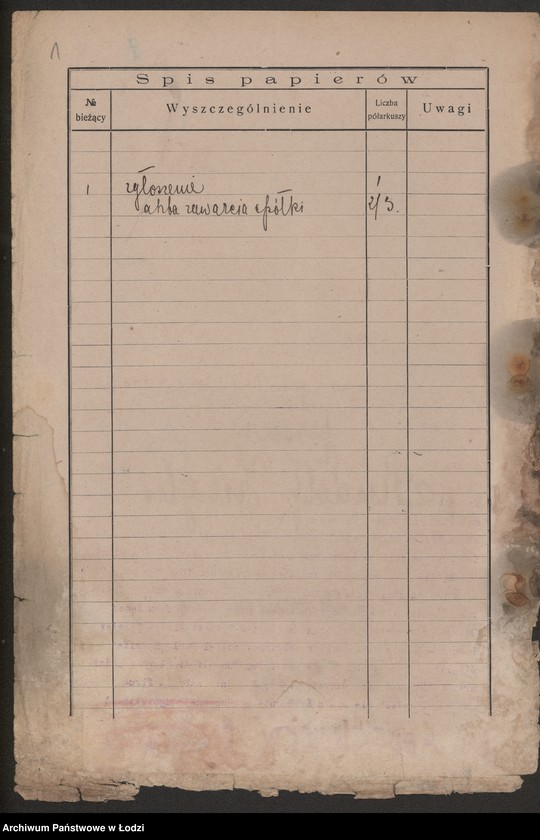 1
Spis papierów
№ bieżący
Wyszczególnienie
Liczba półarkuszy
Uwagi
1 zgłoszenie 1
zawarcia spółki 2/3.
Archiwum Państwowe w Łodzi